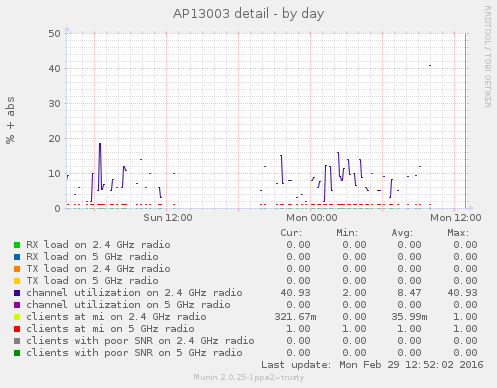 AP13003 detail - by day
RRDTOOL / TOBI OETIKER
% + abs
50
40
30
20
10
0
Sun 12:00 Mon 00:00 Mon 12:00
Cur: Min: Avg: Max:
RX load on 2.4 GHz radio 0.00 0.00 0.00 0.00
RX load on 5 GHz radio 0.00 0.00 0.00 0.00
TX load on 2.4 GHz radio 0.00 0.00 0.00 0.00
TX load on 5 GHz radio 0.00 0.00 0.00 0.00
channel utilization on 2.4 GHz radio 40.93 2.00 8.47 40.93
channel utilization on 5 GHz radio 0.00 0.00 0.00 0.00
clients at mi on 2.4 GHz radio 321.67m 0.00 35.99m 1.00
clients at mi on 5 GHz radio 1.00 1.00 1.00 1.00
clients with poor SNR on 2.4 GHz radio 0.00 0.00 0.00 0.00
clients with poor SNR on 5 GHz radio 0.00 0.00 0.00 0.00
Last update: Mon Feb 29 12:52:02 2016
Munin 2.0.25-1ppa2~trusty